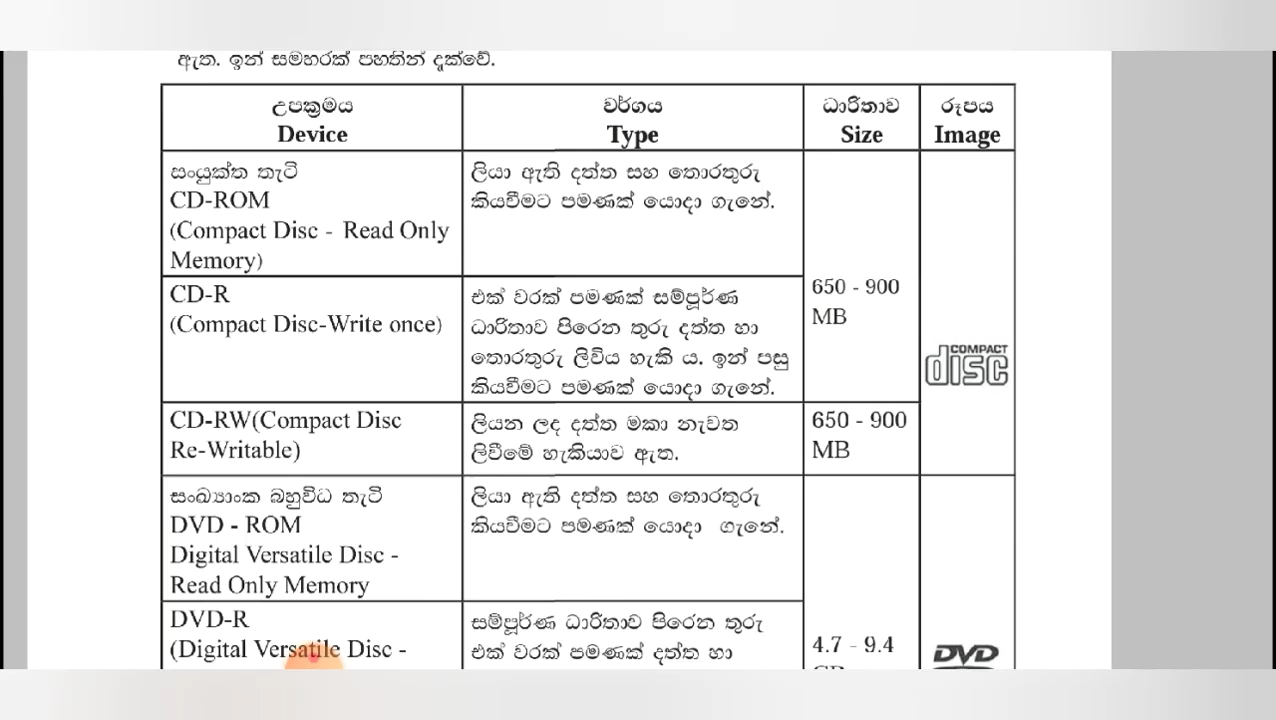 ඇත. ඉන් සමහරක් පහතින් දැක්වේ.
උපක්‍රමය
Device
වර්ගය
Type
ධාරිතාව
Size
රූපය
Image
සංයුක්ත තැටි
CD-ROM
(Compact Disc - Read Only
Memory)
ලියා ඇති දත්ත සහ තොරතුරු
කියවීමට පමණක් යොදා ගැනේ.
650 - 900
MB
COMPACT
disc
CD-R
(Compact Disc-Write once)
එක් වරක් පමණක් සම්පූර්ණ
ධාරිතාව පිරෙන තුරු දත්ත හා
තොරතුරු ලිවිය හැකි ය. ඉන් පසු
කියවීමට පමණක් යොදා ගැනේ.
CD-RW(Compact Disc
Re-Writable)
ලියන ලද දත්ත මකා නැවත
ලිවීමේ හැකියාව ඇත.
650 - 900
MB
සංඛ්‍යාංක බහුවිධ තැටි
DVD - ROM
Digital Versatile Disc -
Read Only Memory
ලියා ඇති දත්ත සහ තොරතුරු
කියවීමට පමණක් යොදා ගැනේ.
DVD-R
(Digital Versatile Disc -
සම්පූර්ණ ධාරිතාව පිරෙන තුරු
එක් වරක් පමණක් දත්ත හා
4.7 - 9.4
DVD